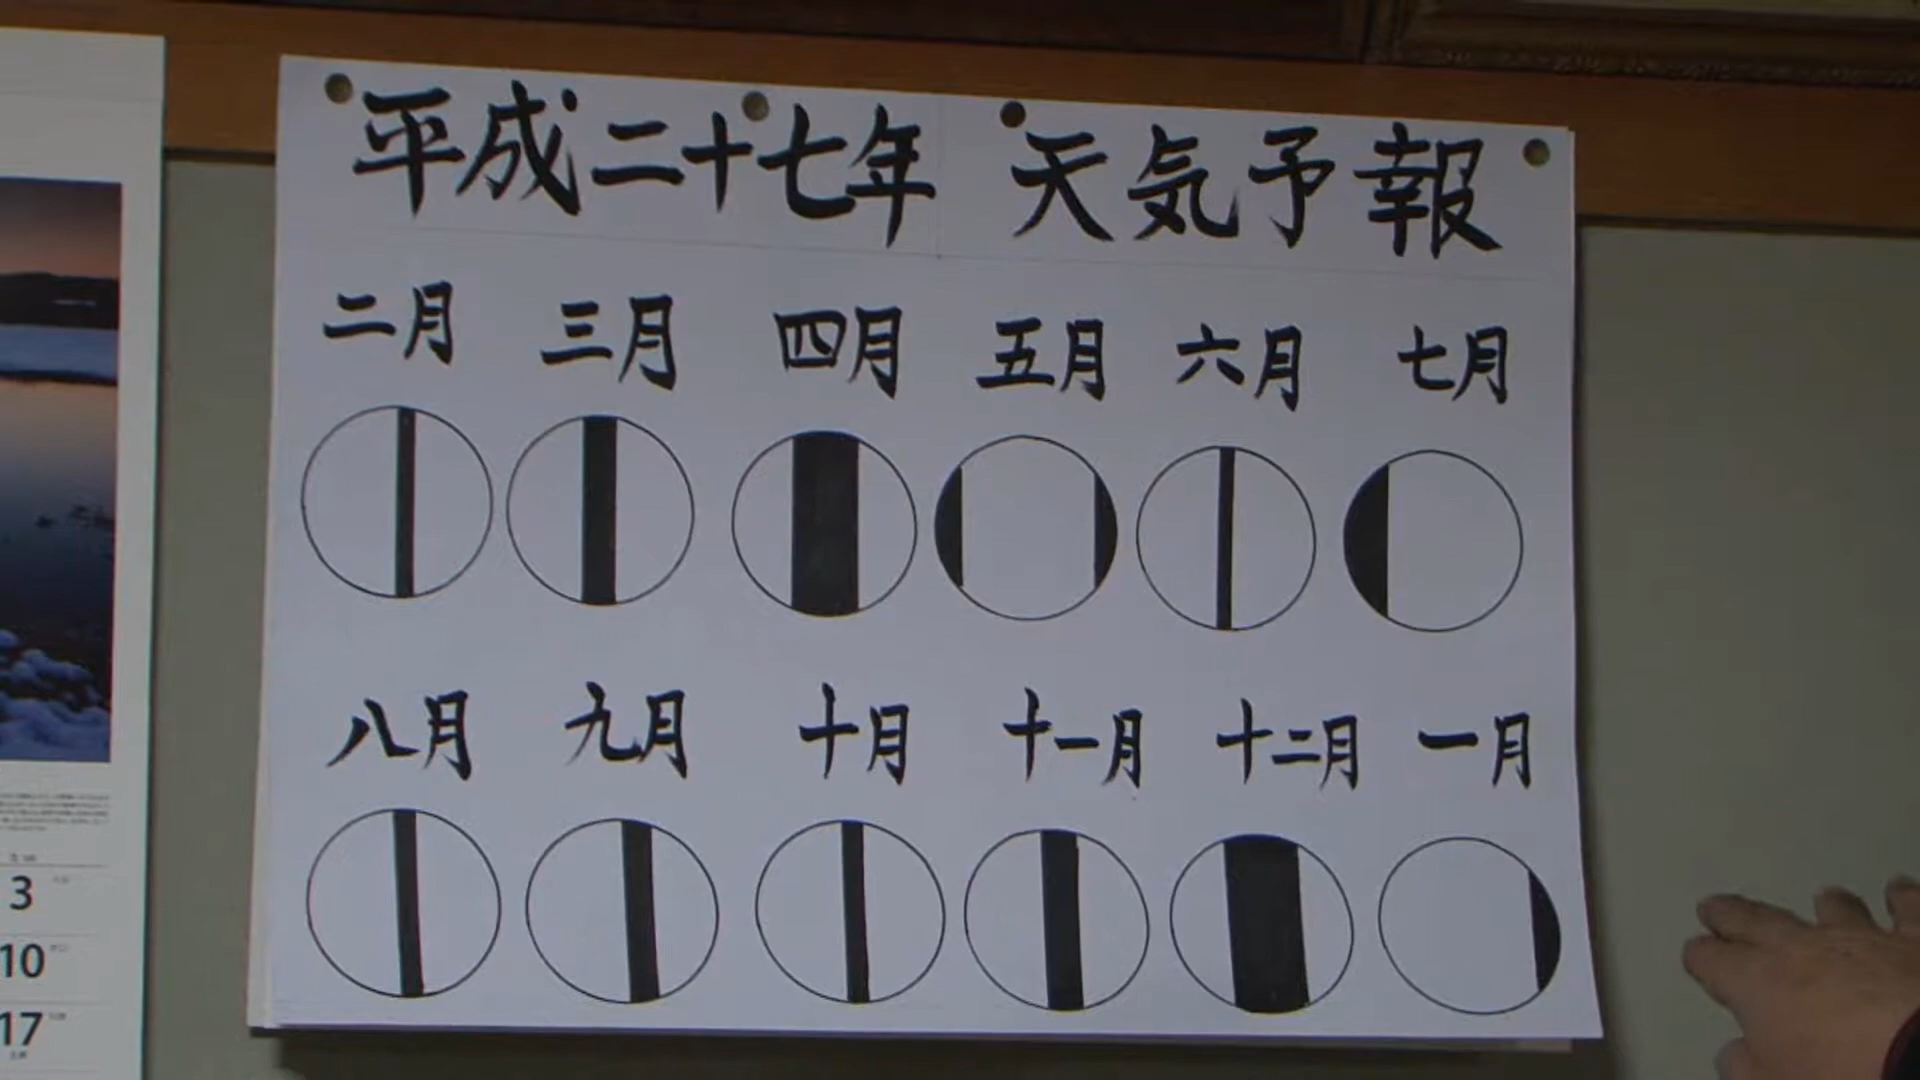 平成二十七年 天気予報
二月 三月 四月 五月 六月 七月
八月 九月 十月 十一月 十二月 一月
3
10
17